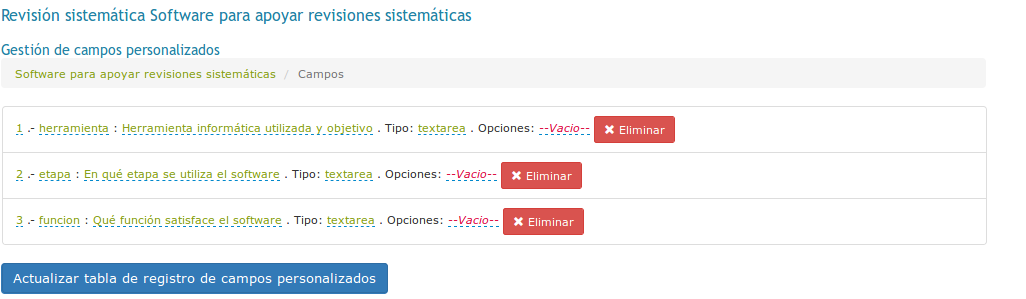 Revisión sistemática Software para apoyar revisiones sistemáticas
Gestión de campos personalizados
Software para apoyar revisiones sistemáticas / Campos
1 .- herramienta : Herramienta informática utilizada y objetivo . Tipo: textarea . Opciones: --Vacio-- ✖ Eliminar
2 .- etapa : En qué etapa se utiliza el software . Tipo: textarea . Opciones: --Vacio-- ✖ Eliminar
3 .- funcion : Qué función satisface el software . Tipo: textarea . Opciones: --Vacio-- ✖ Eliminar
Actualizar tabla de registro de campos personalizados